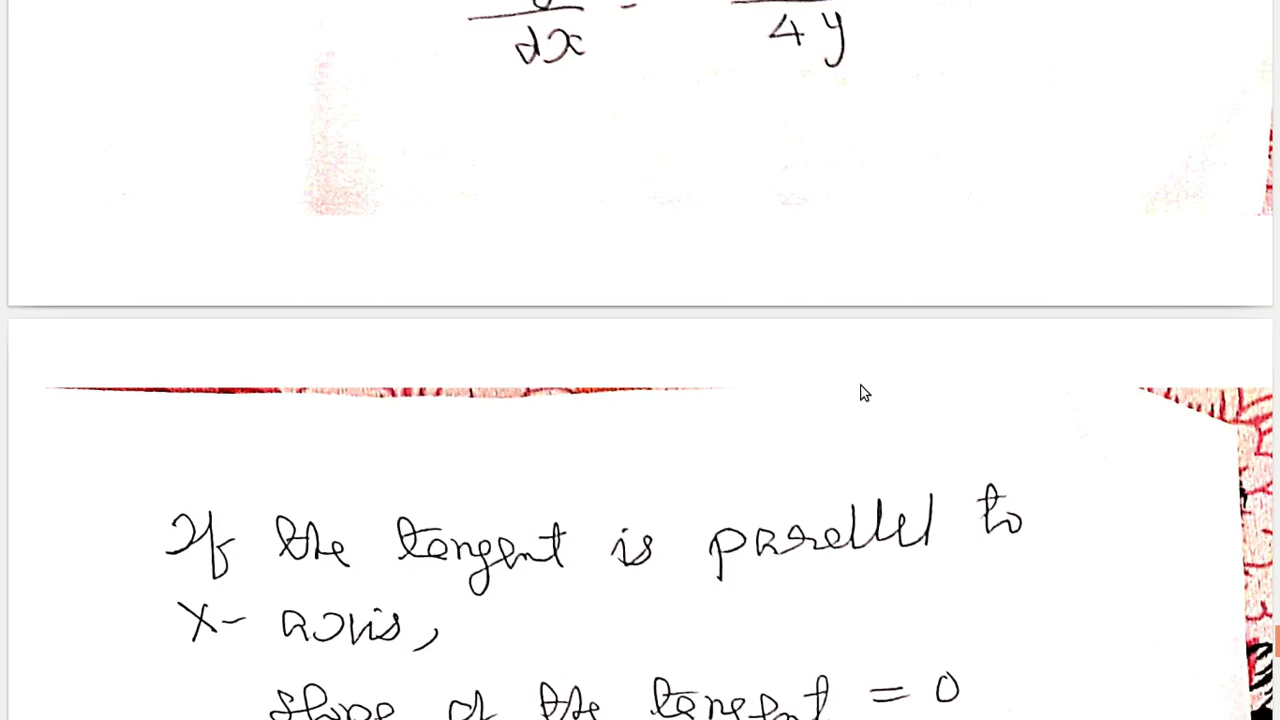 dx = 4y
If the tangent is parallel to
X- axis,
slope of the tangent = 0